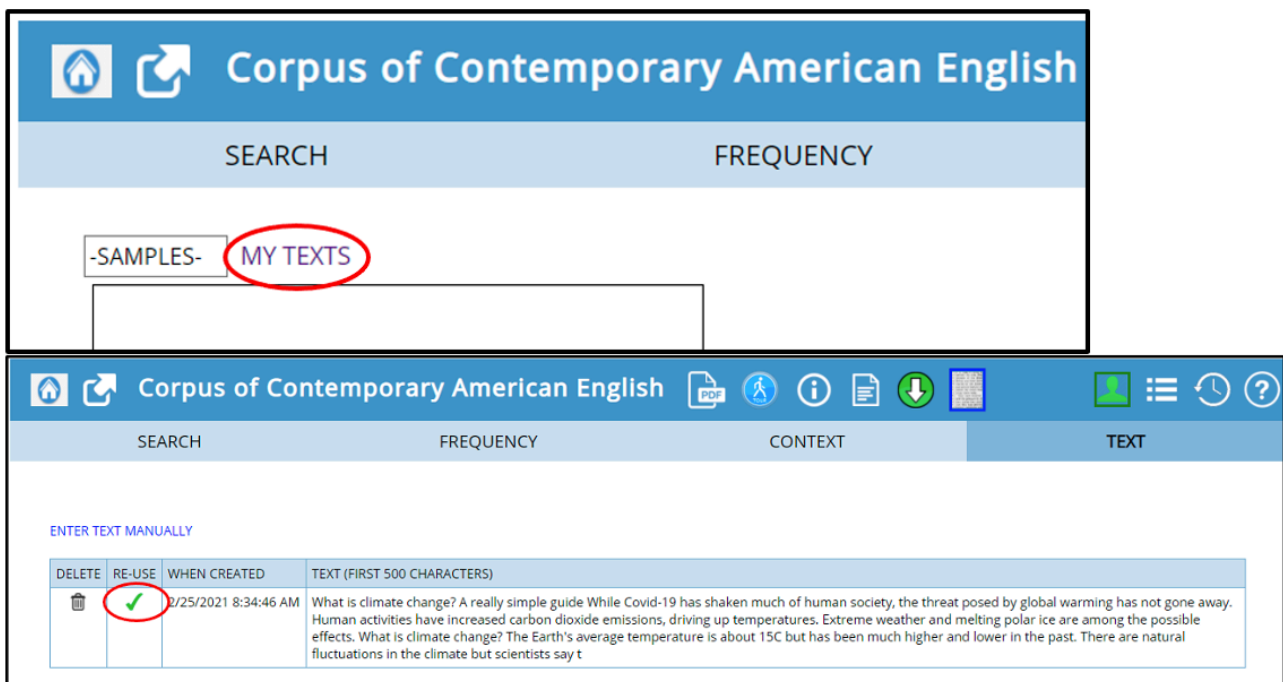 Corpus of Contemporary American English
SEARCH FREQUENCY
-SAMPLES- MY TEXTS
Corpus of Contemporary American English PDF
SEARCH FREQUENCY CONTEXT TEXT
ENTER TEXT MANUALLY
DELETE RE-USE WHEN CREATED TEXT (FIRST 500 CHARACTERS)
2/25/2021 8:34:46 AM What is climate change? A really simple guide While Covid-19 has shaken much of human society, the threat posed by global warming has not gone away.
Human activities have increased carbon dioxide emissions, driving up temperatures. Extreme weather and melting polar ice are among the possible
effects. What is climate change? The Earth's average temperature is about 15C but has been much higher and lower in the past. There are natural
fluctuations in the climate but scientists say t